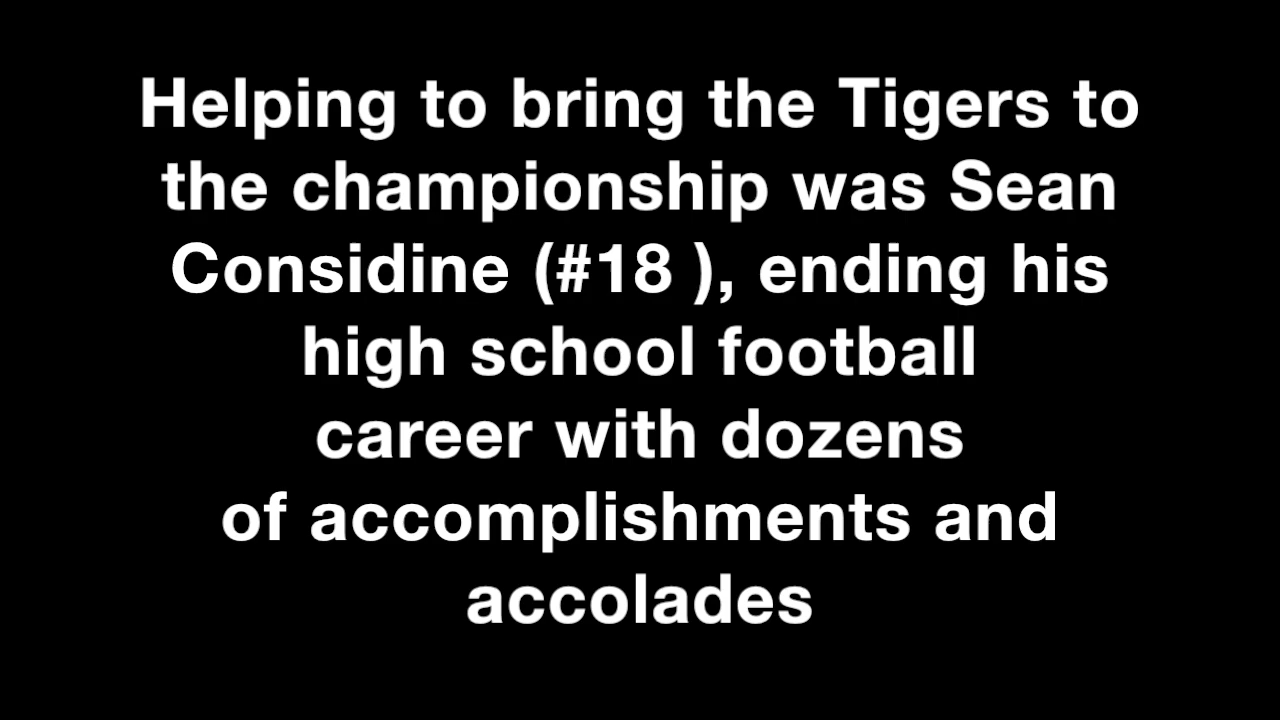 Helping to bring the Tigers to
the championship was Sean
Considine (#18 ), ending his
high school football
career with dozens
of accomplishments and
accolades